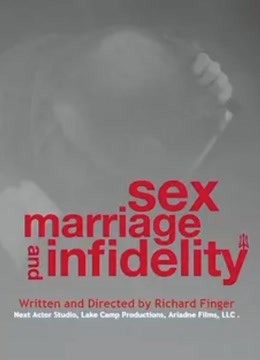 sex
marriage
and infidelity
Written and Directed by Richard Finger
Next Actor Studio, Lake Camp Productions, Ariadne Films, LLC .